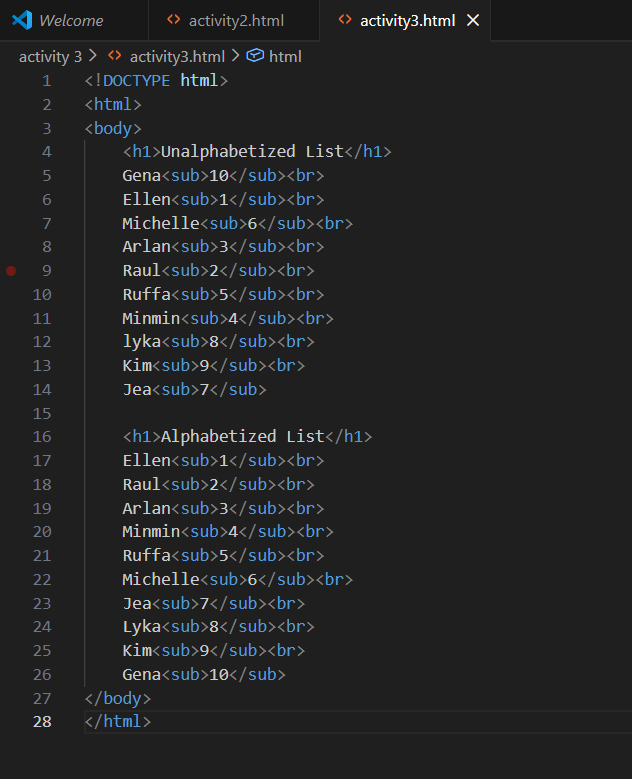 Welcome activity2.html activity3.html
activity 3 > activity3.html > html
1 <!DOCTYPE html>
2 <html>
3 <body>
4 <h1>Unalphabetized List</h1>
5 Gena<sub>10</sub><br>
6 Ellen<sub>1</sub><br>
7 Michelle<sub>6</sub><br>
8 Arlan<sub>3</sub><br>
9 Raul<sub>2</sub><br>
10 Ruffa<sub>5</sub><br>
11 Minmin<sub>4</sub><br>
12 lyka<sub>8</sub><br>
13 Kim<sub>9</sub><br>
14 Jea<sub>7</sub>
15
16 <h1>Alphabetized List</h1>
17 Ellen<sub>1</sub><br>
18 Raul<sub>2</sub><br>
19 Arlan<sub>3</sub><br>
20 Minmin<sub>4</sub><br>
21 Ruffa<sub>5</sub><br>
22 Michelle<sub>6</sub><br>
23 Jea<sub>7</sub><br>
24 Lyka<sub>8</sub><br>
25 Kim<sub>9</sub><br>
26 Gena<sub>10</sub>
27 </body>
28 </html>